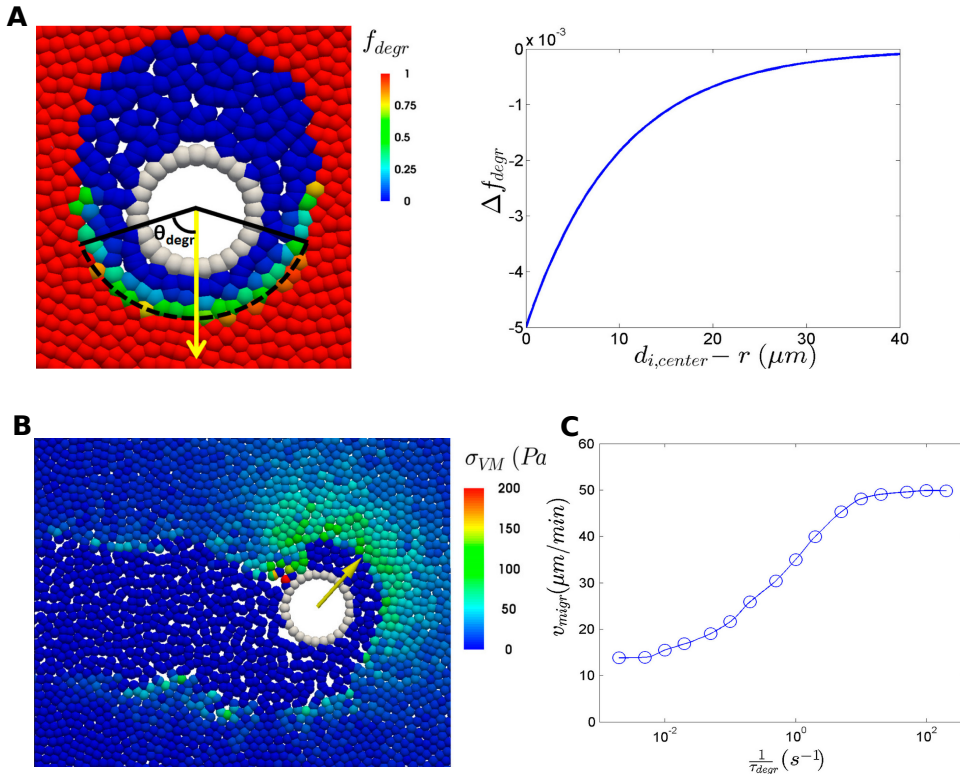 A
f_degr
1
0.75
0.5
0.25
0
θ_degr
× 10^-3
0
-1
-2
-3
-4
-5
Δ f_degr
0 10 20 30 40
d_i,center − r (μm)
B
σ_VM (Pa
200
150
100
50
0
C
60
50
40
30
20
10
0
v_migr(μm/min)
10^-2 10^0 10^2
1/τ_degr (s^-1)